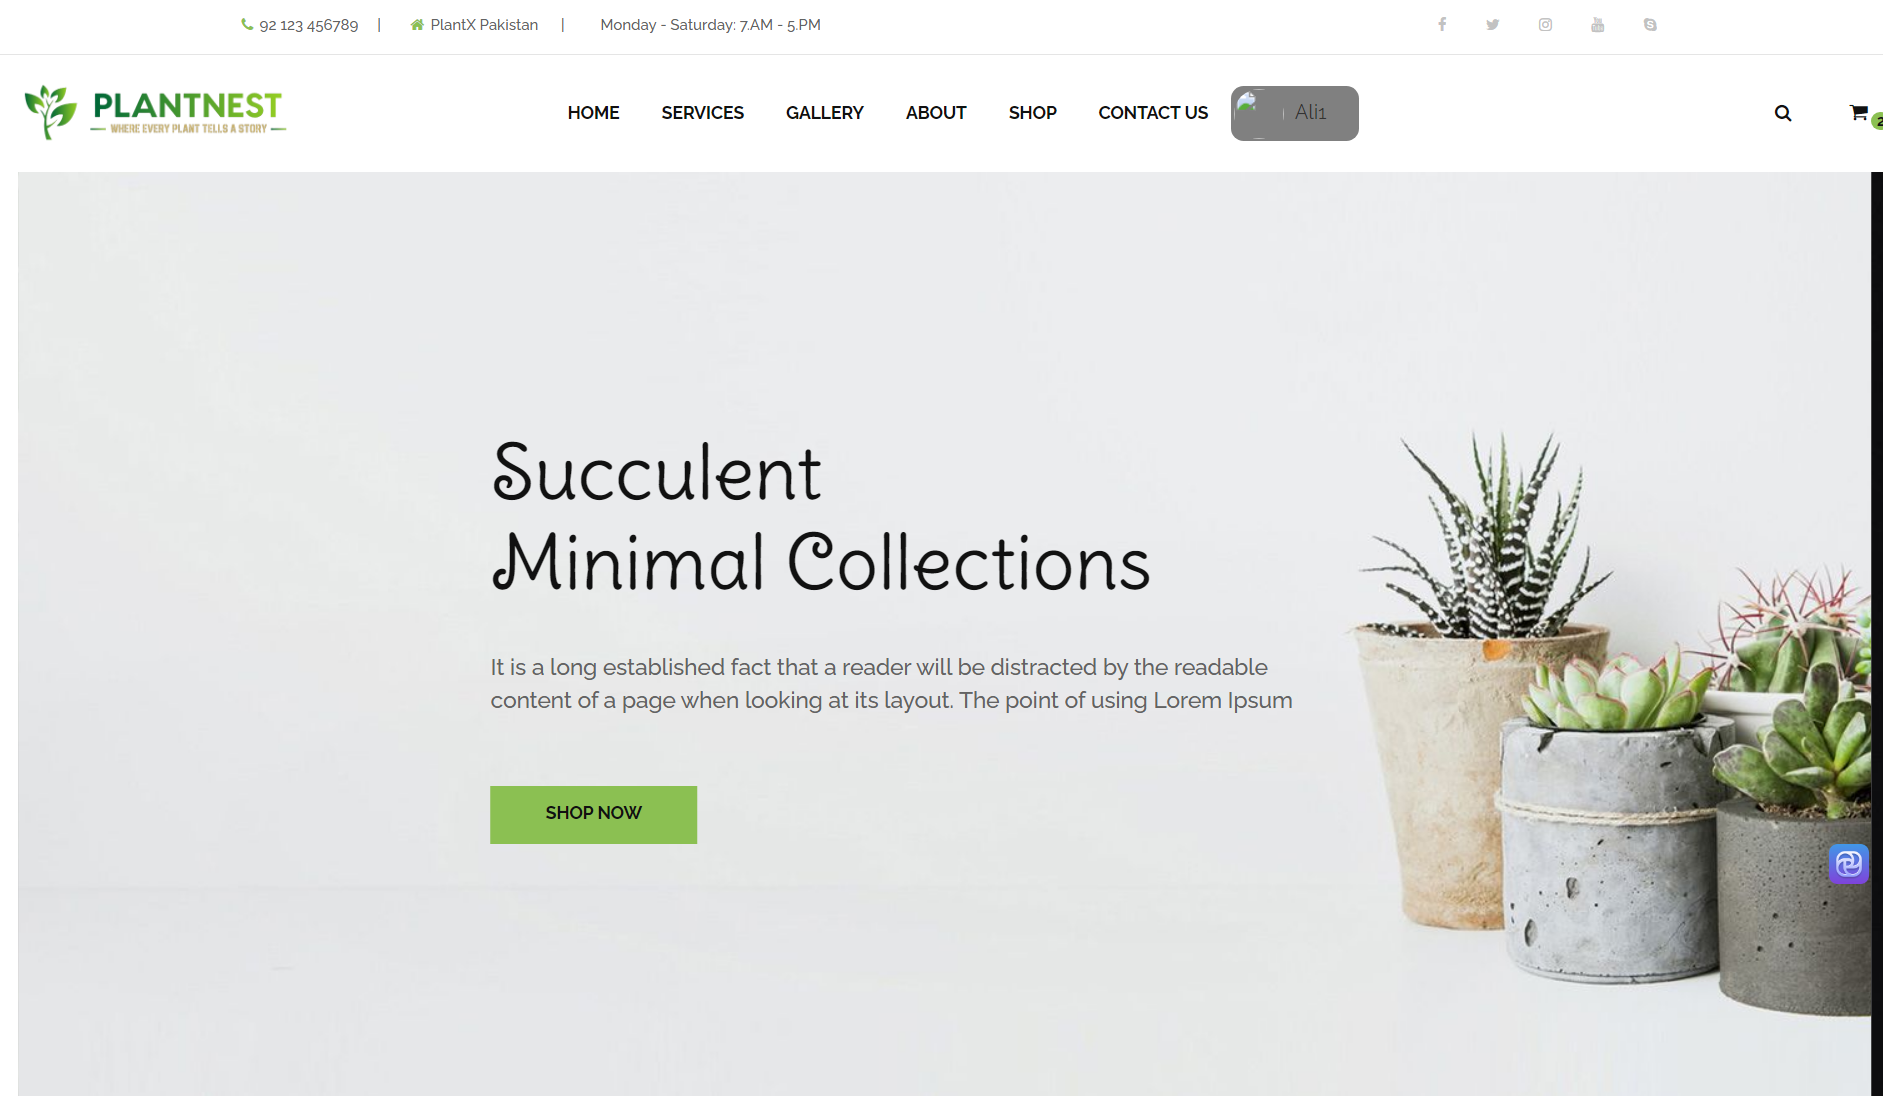 92 123 456789 | PlantX Pakistan | Monday - Saturday: 7.AM - 5.PM
PLANTNEST
WHERE EVERY PLANT TELLS A STORY
HOME SERVICES GALLERY ABOUT SHOP CONTACT US Ali1
2
Succulent
Minimal Collections
It is a long established fact that a reader will be distracted by the readable
content of a page when looking at its layout. The point of using Lorem Ipsum
SHOP NOW